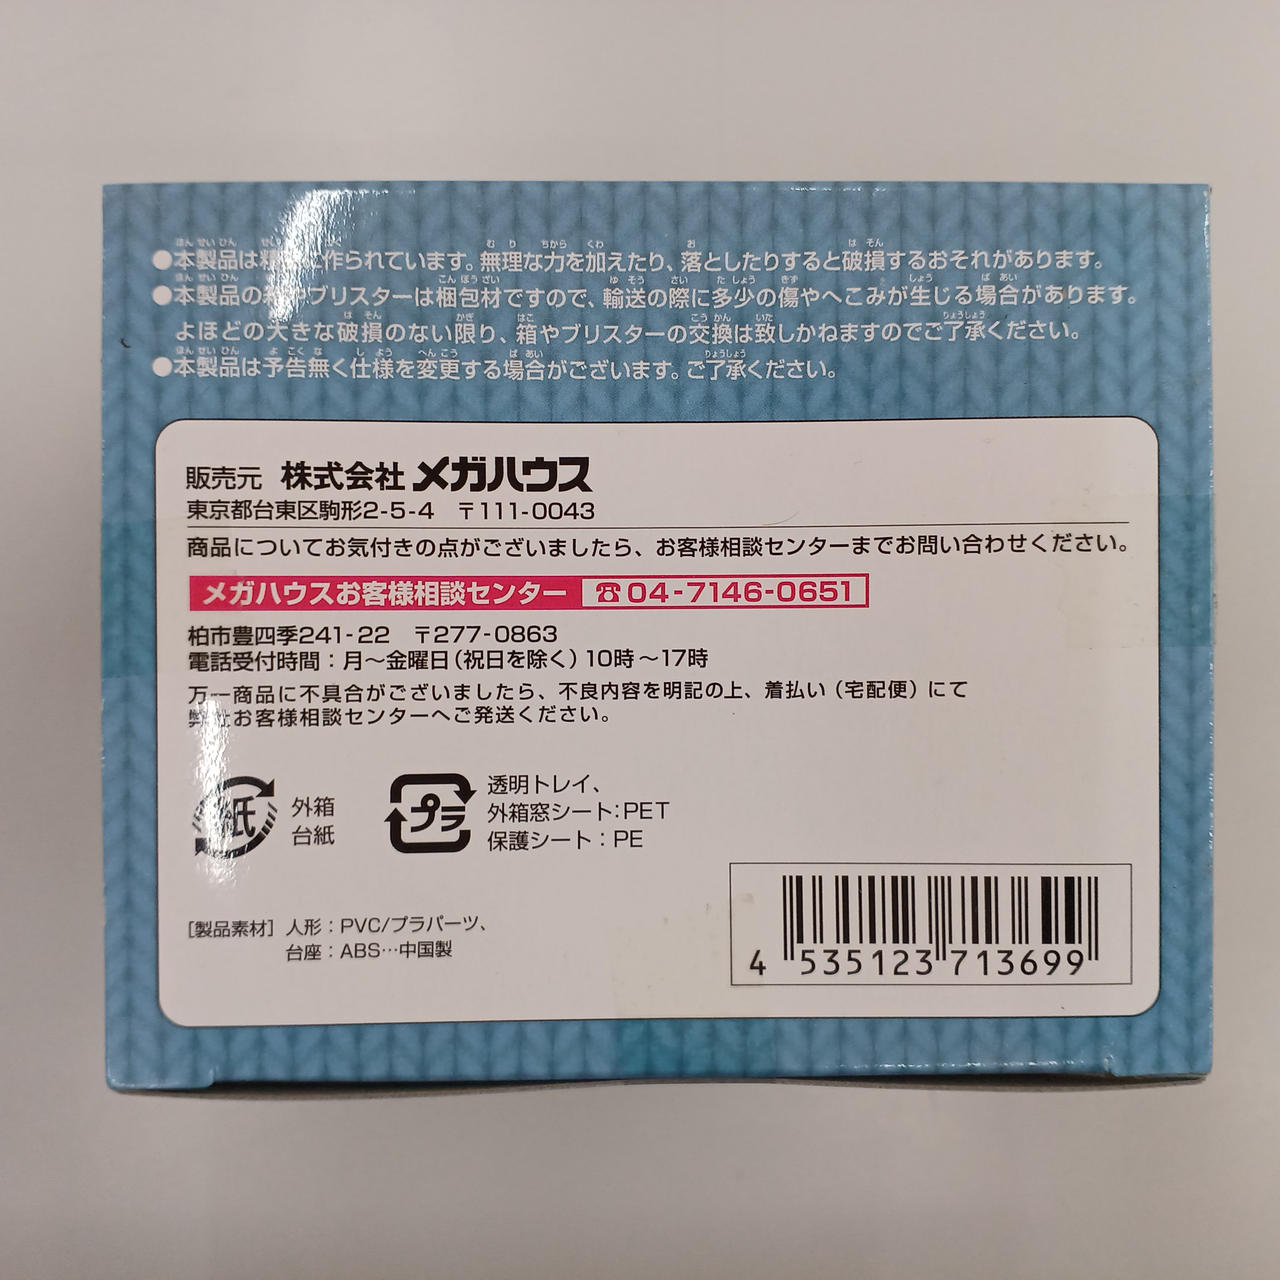 ●本製品は精 作られています。無理な力を加えたり、落としたりすると破損するおそれがあります。
●本製品の箱やブリスターは梱包材ですので、輸送の際に多少の傷やへこみが生じる場合があります。
よほどの大きな破損のない限り、箱やブリスターの交換は致しかねますのでご了承ください。
●本製品は予告無く仕様を変更する場合がございます。ご了承ください。
販売元 株式会社 メガハウス
東京都台東区駒形2-5-4 〒111-0043
商品についてお気付きの点がございましたら、お客様相談センターまでお問い合わせください。
メガハウスお客様相談センター ☎04-7146-0651
柏市豊四季241-22 〒277-0863
電話受付時間：月～金曜日（祝日を除く）10時～17時
万一商品に不具合がございましたら、不良内容を明記の上、着払い（宅配便）にて
弊社お客様相談センターへご発送ください。
紙 外箱
台紙
プラ 透明トレイ、
外箱窓シート：PET
保護シート：PE
［製品素材］人形：PVC/プラパーツ、
台座：ABS…中国製
4 535123 713699